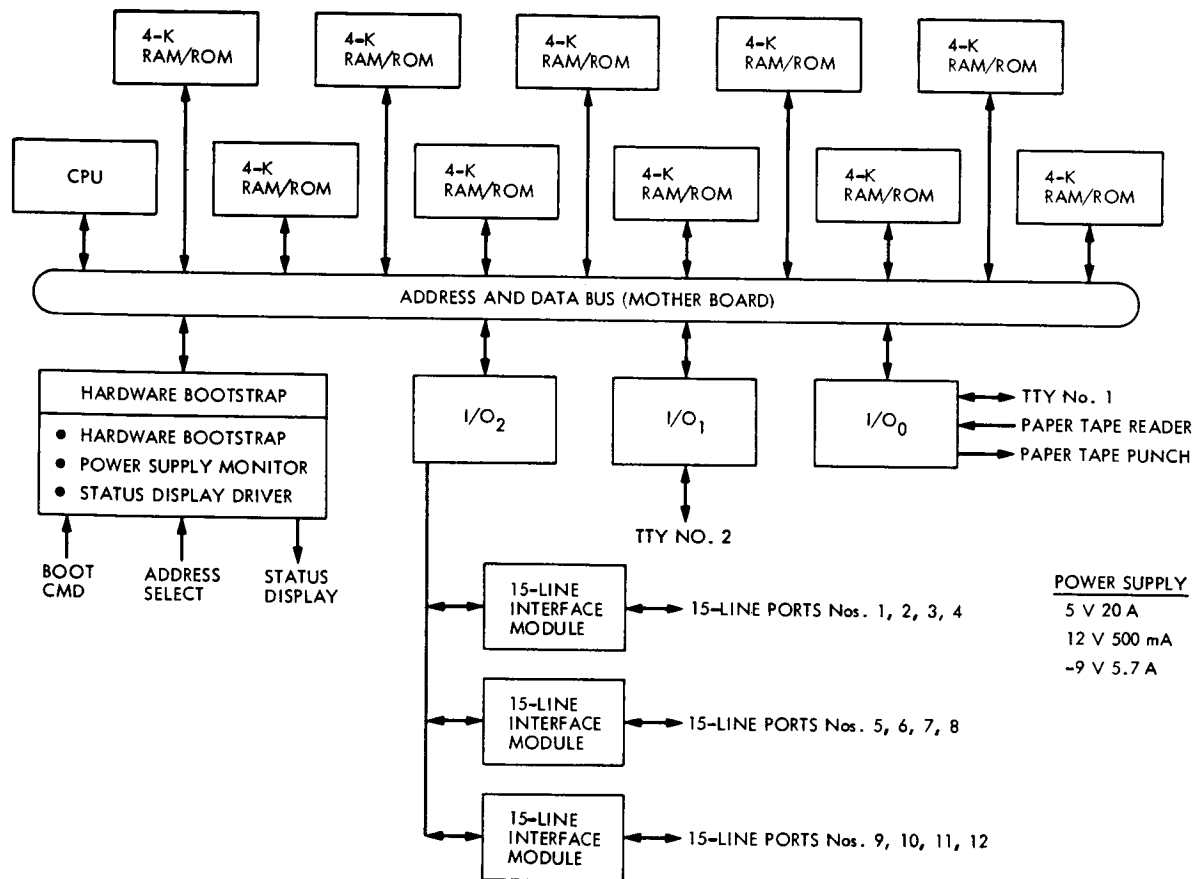 4-K
RAM/ROM
4-K
RAM/ROM
4-K
RAM/ROM
4-K
RAM/ROM
4-K
RAM/ROM
CPU
4-K
RAM/ROM
4-K
RAM/ROM
4-K
RAM/ROM
4-K
RAM/ROM
4-K
RAM/ROM
ADDRESS AND DATA BUS (MOTHER BOARD)
HARDWARE BOOTSTRAP
• HARDWARE BOOTSTRAP
• POWER SUPPLY MONITOR
• STATUS DISPLAY DRIVER
BOOT
CMD
ADDRESS
SELECT
STATUS
DISPLAY
I/O2
I/O1
I/O0
TTY No. 1
PAPER TAPE READER
PAPER TAPE PUNCH
TTY NO. 2
15-LINE
INTERFACE
MODULE
15-LINE PORTS Nos. 1, 2, 3, 4
15-LINE
INTERFACE
MODULE
15-LINE PORTS Nos. 5, 6, 7, 8
15-LINE
INTERFACE
MODULE
15-LINE PORTS Nos. 9, 10, 11, 12
POWER SUPPLY
5 V 20 A
12 V 500 mA
-9 V 5.7 A